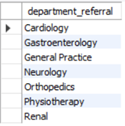 department_referral
Cardiology
Gastroenterology
General Practice
Neurology
Orthopedics
Physiotherapy
Renal